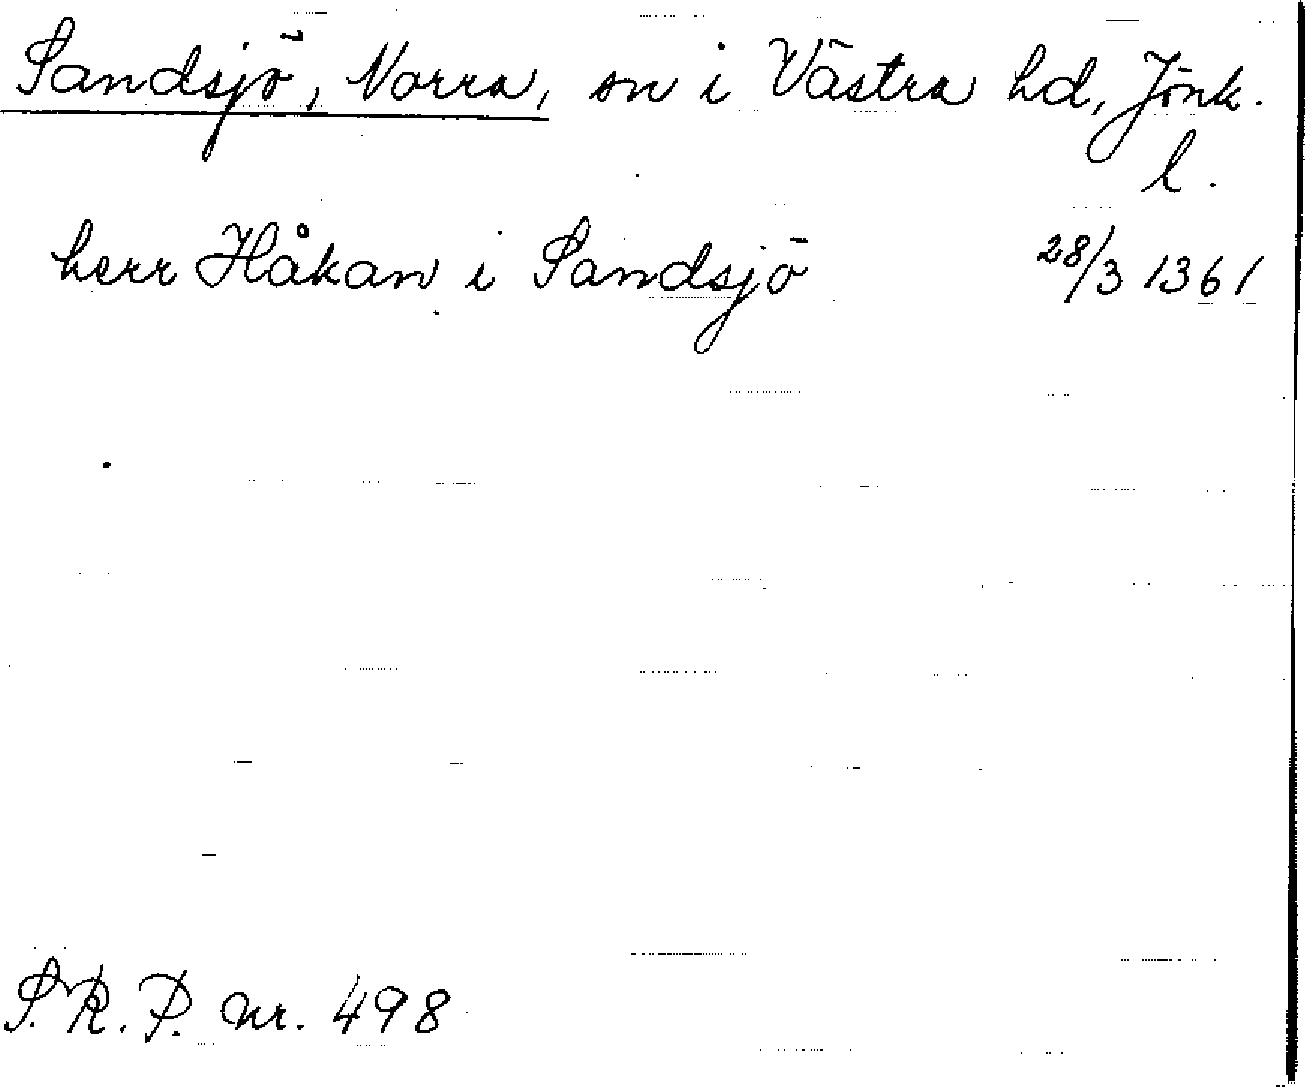 Sandsjö, Norra, sn i Västra hd, Jönk.
l.
herr Håkan i Sandsjö 28/3 1361
S.R.P. nr. 498